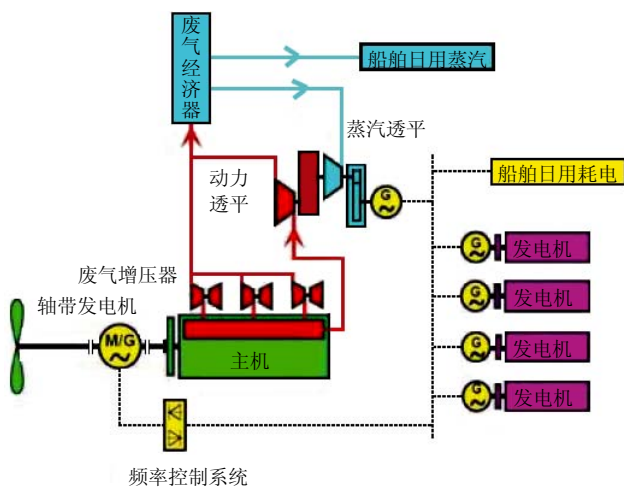 废气经济器
船舶日用蒸汽
蒸汽透平
动力
透平
G
船舶日用耗电
G
发电机
废气增压器
轴带发电机
G
发电机
M/G
主机
G
发电机
G
发电机
频率控制系统